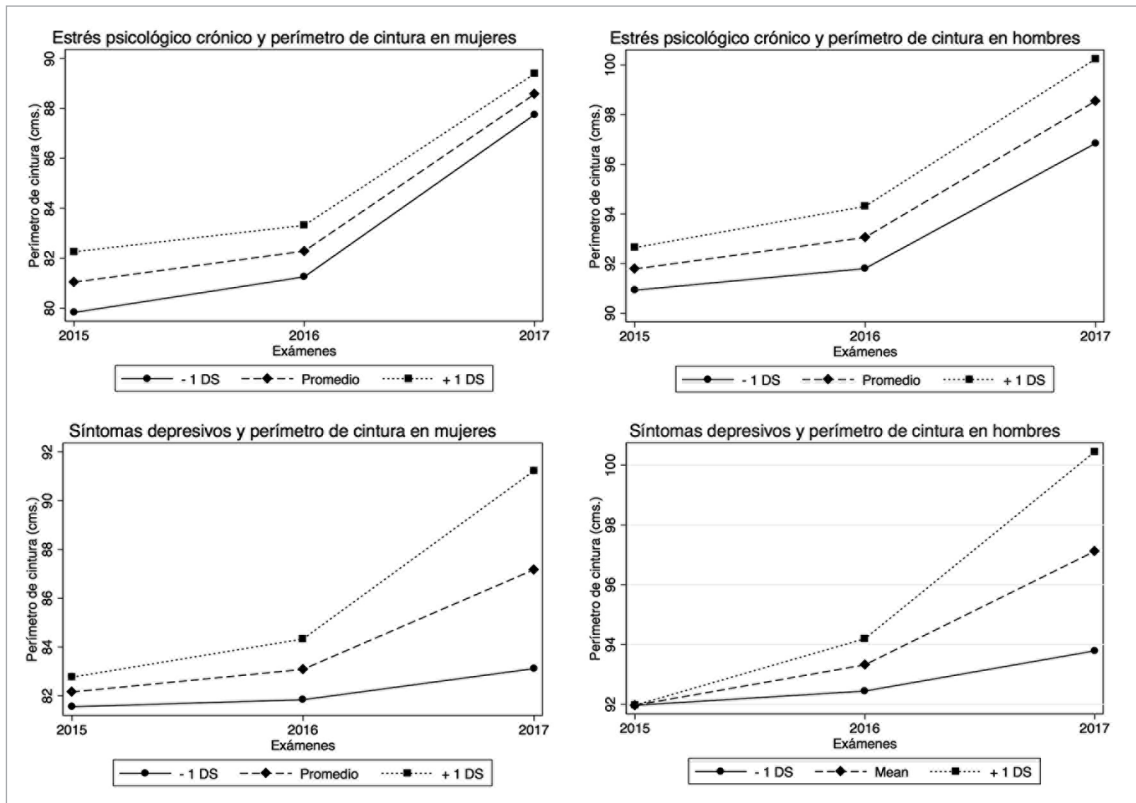 Estrés psicológico crónico y perímetro de cintura en mujeres
Perímetro de cintura (cms.)
90
88
86
84
82
80
2015
2016
2017
Exámenes
- 1 DS
Promedio
+ 1 DS
Estrés psicológico crónico y perímetro de cintura en hombres
Perímetro de cintura (cms.)
100
98
96
94
92
90
2015
2016
2017
Exámenes
- 1 DS
Promedio
+ 1 DS
Síntomas depresivos y perímetro de cintura en mujeres
Perímetro de cintura (cms.)
92
90
88
86
84
82
2015
2016
2017
Exámenes
- 1 DS
Promedio
+ 1 DS
Síntomas depresivos y perímetro de cintura en hombres
Perímetro de cintura (cms.)
100
98
96
94
92
2015
2016
2017
Exámenes
- 1 DS
Mean
+ 1 DS